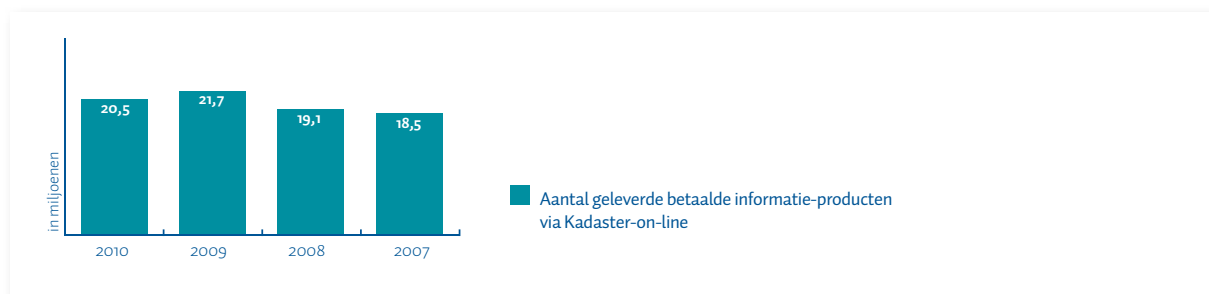 20,5
21,7
19,1
18,5
in miljoenen
2010 2009 2008 2007
Aantal geleverde betaalde informatie-producten
via Kadaster-on-line